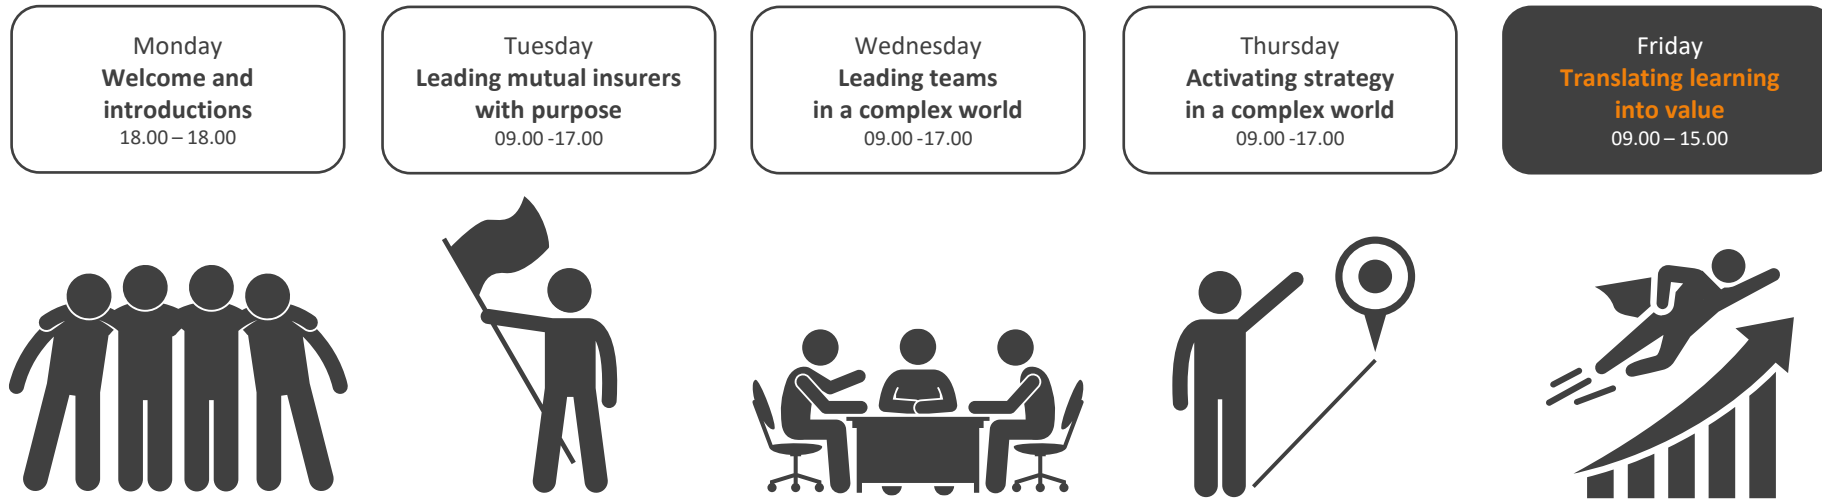 Monday
Welcome and
introductions
18.00 – 18.00
Tuesday
Leading mutual insurers
with purpose
09.00 -17.00
Wednesday
Leading teams
in a complex world
09.00 -17.00
Thursday
Activating strategy
in a complex world
09.00 -17.00
Friday
Translating learning
into value
09.00 – 15.00